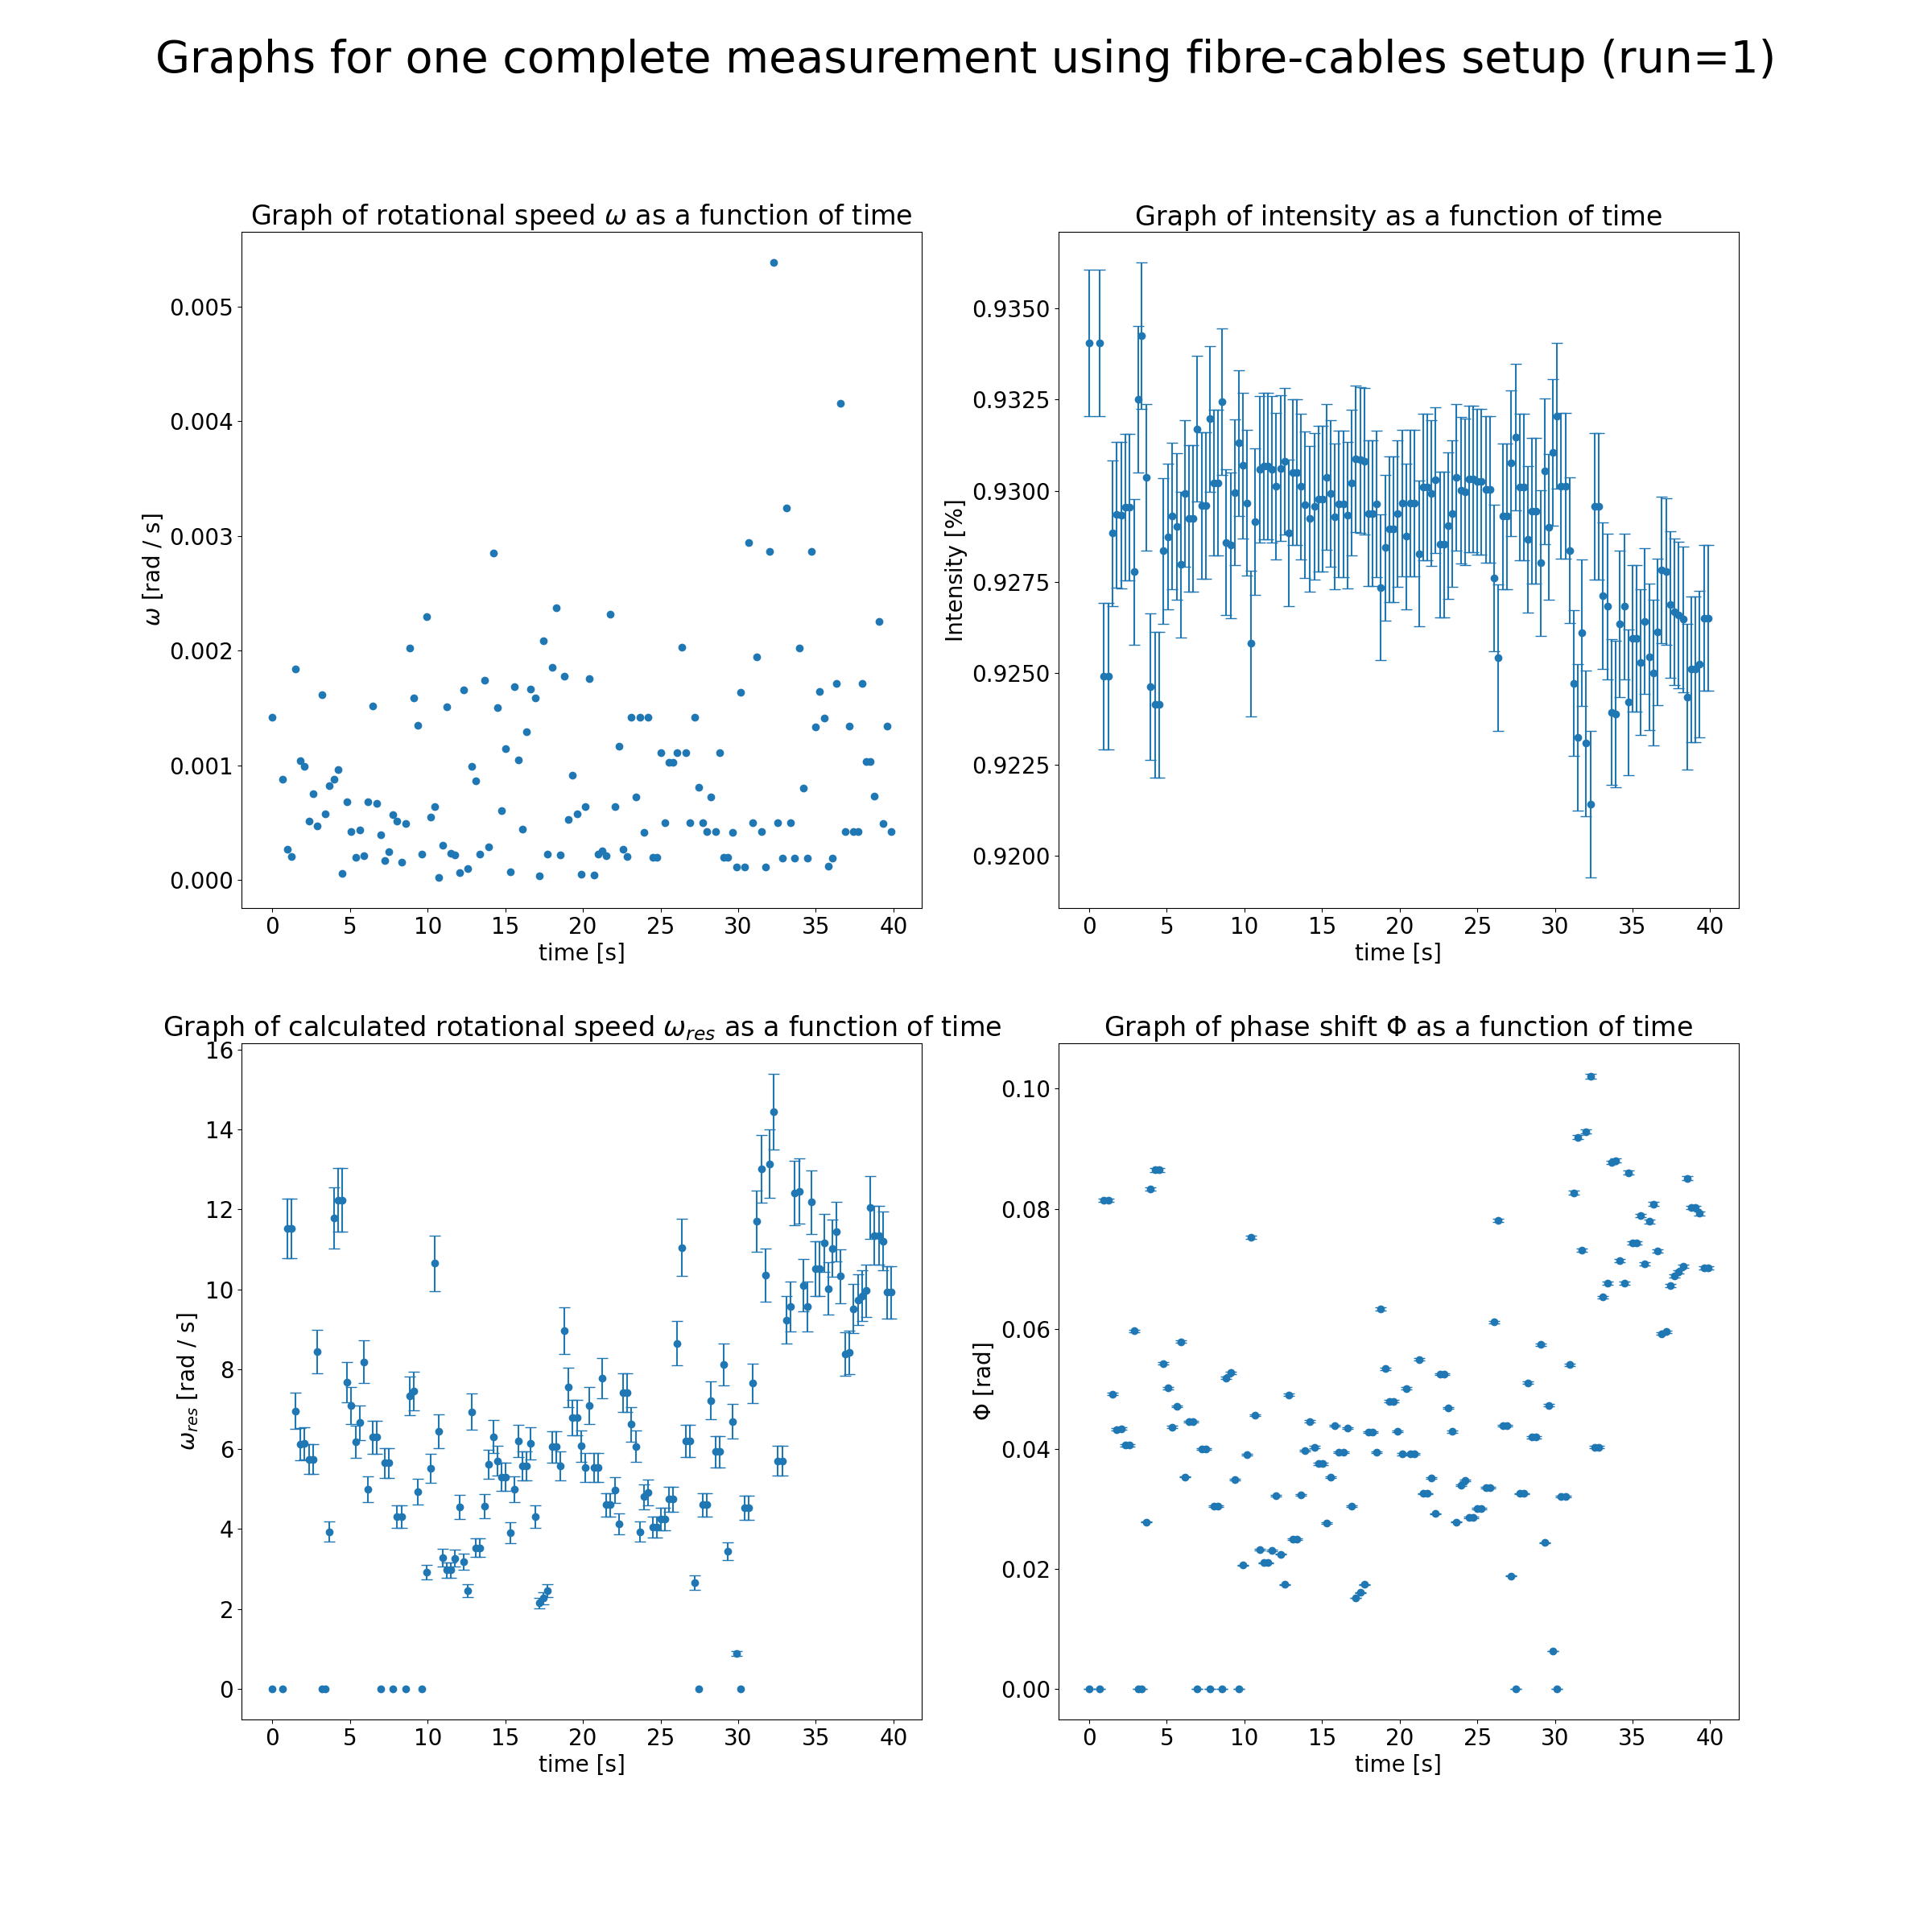 Graphs for one complete measurement using fibre-cables setup (run=1)
Graph of rotational speed ω as a function of time
0.005
0.004
0.003
0.002
0.001
0.000
ω [rad / s]
0 5 10 15 20 25 30 35 40
time [s]
Graph of intensity as a function of time
0.9350
0.9325
0.9300
0.9275
0.9250
0.9225
0.9200
Intensity [%]
0 5 10 15 20 25 30 35 40
time [s]
Graph of calculated rotational speed ω_res as a function of time
16
14
12
10
8
6
4
2
0
ω_res [rad / s]
0 5 10 15 20 25 30 35 40
time [s]
Graph of phase shift Φ as a function of time
0.10
0.08
0.06
0.04
0.02
0.00
Φ [rad]
0 5 10 15 20 25 30 35 40
time [s]